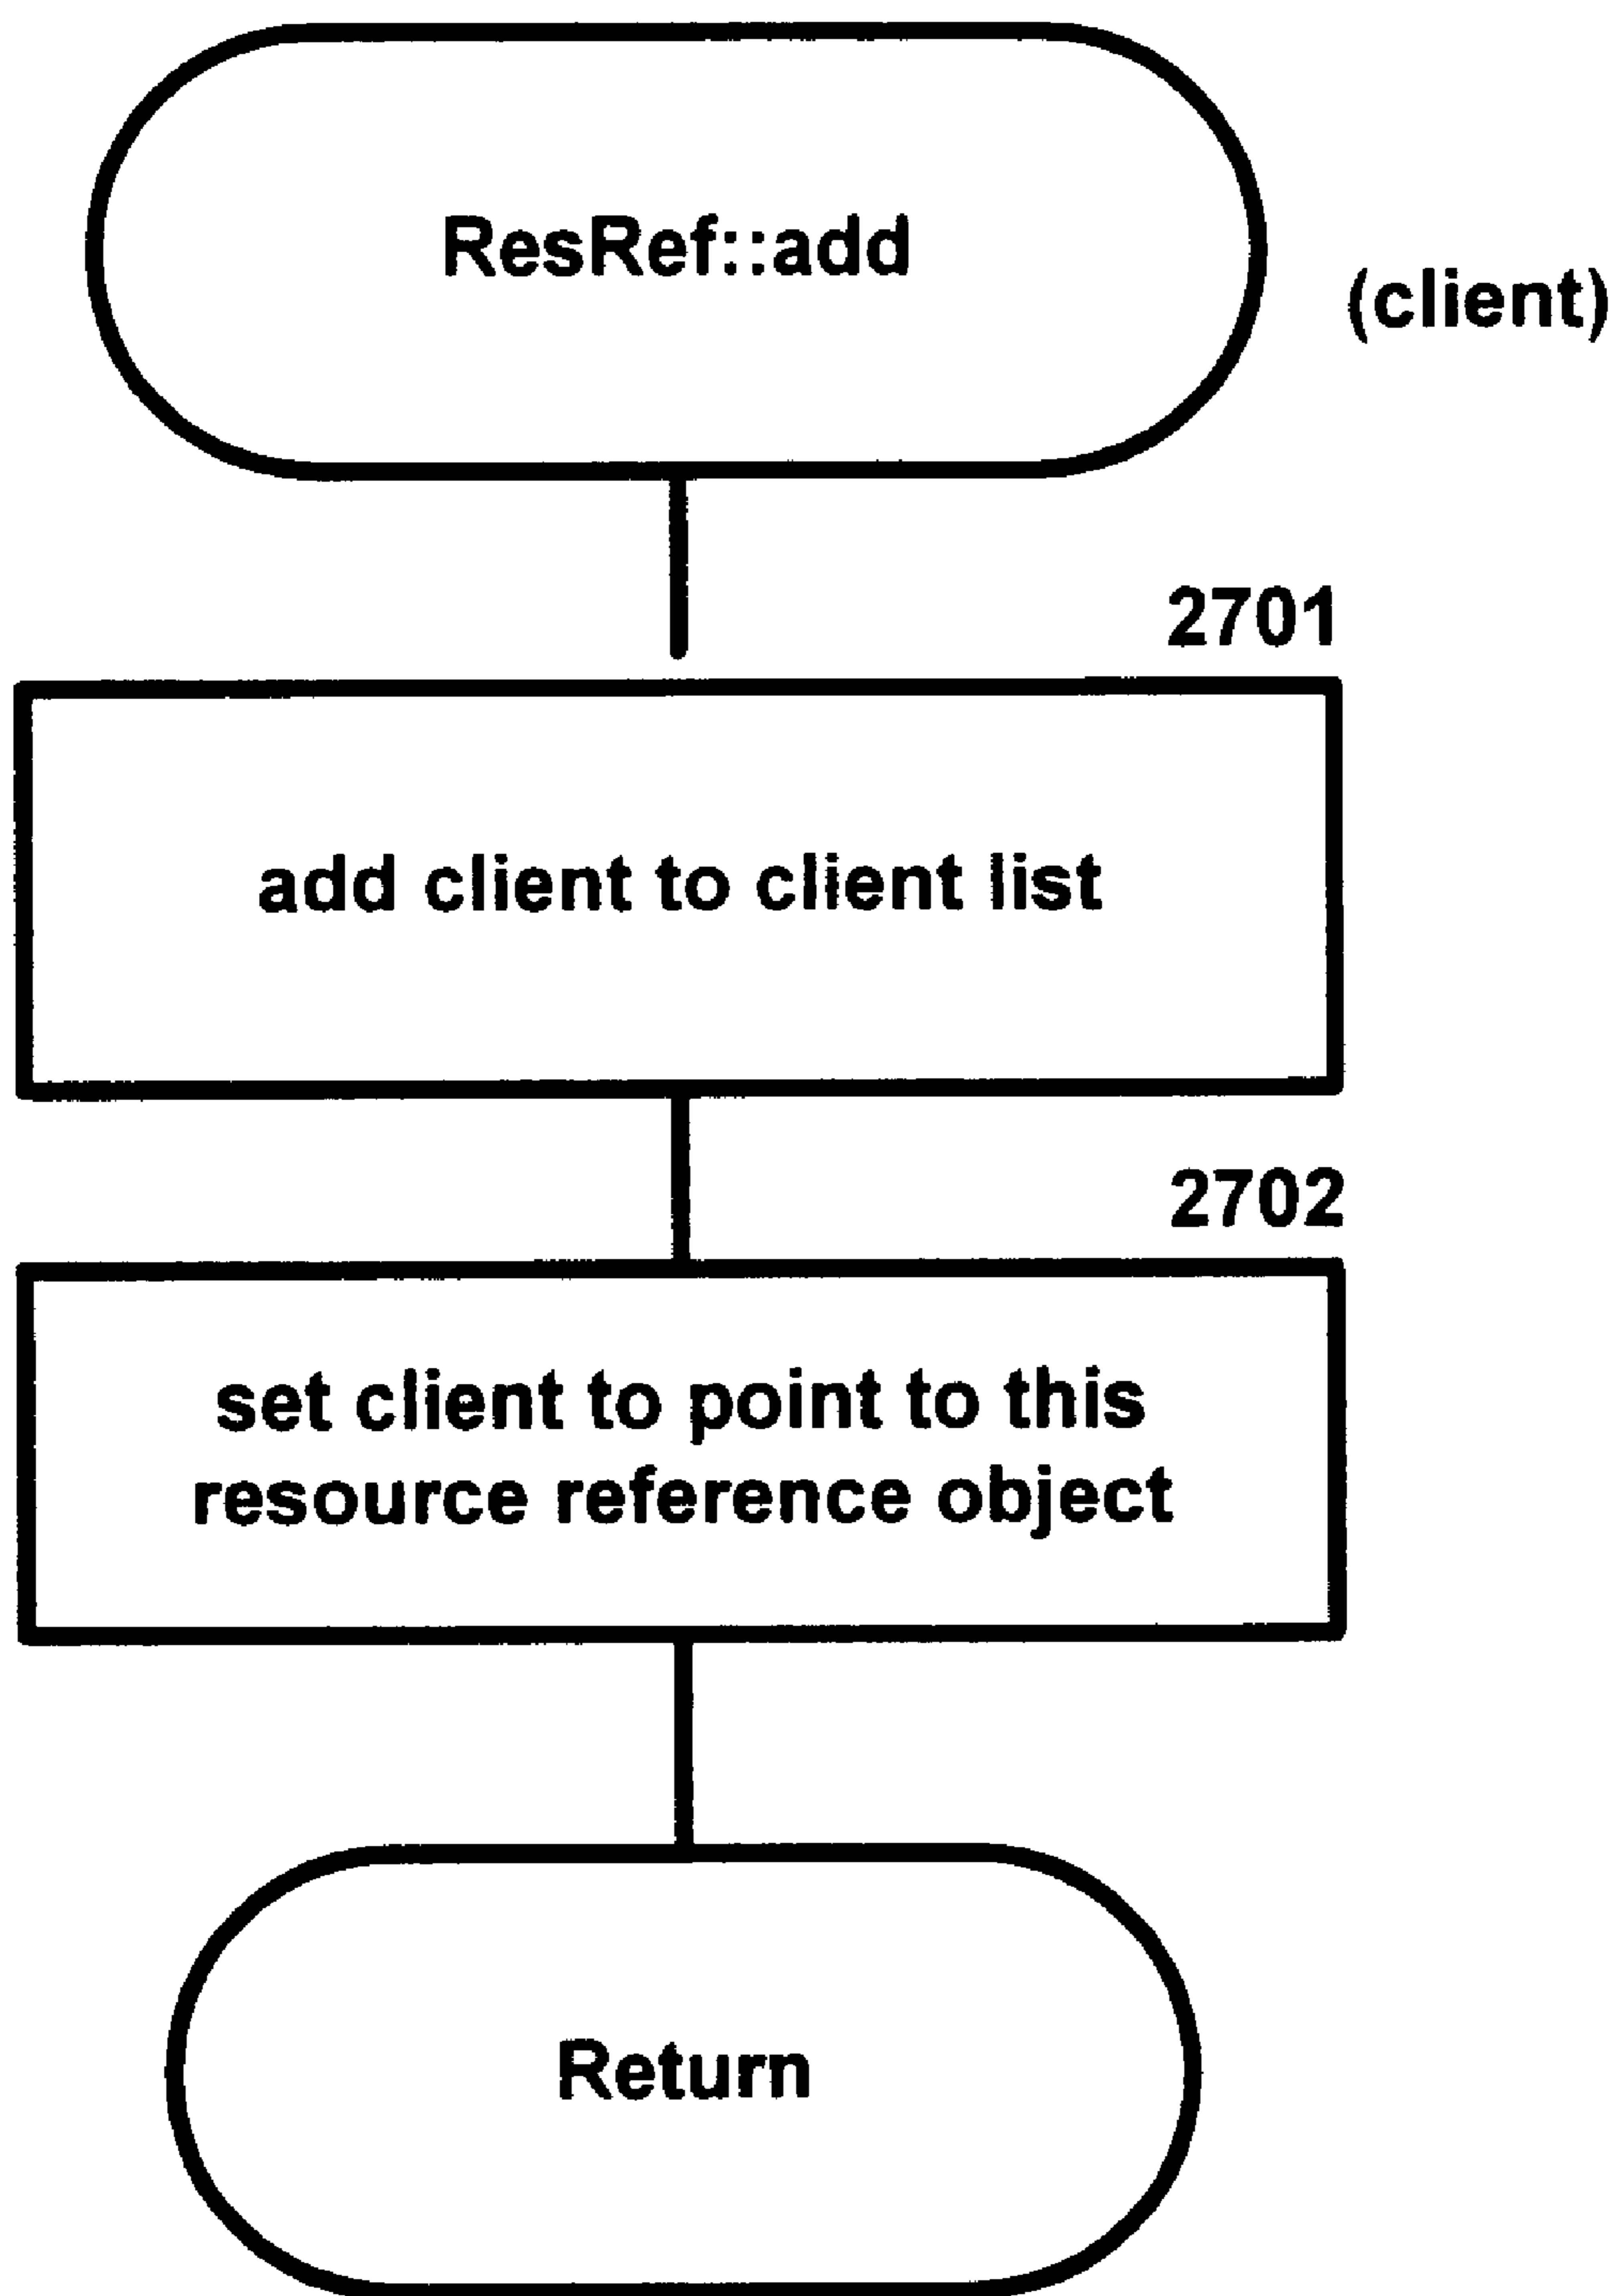 ResRef::add
(client)
2701
add client to client list
2702
set client to point to this
resource reference object
Return